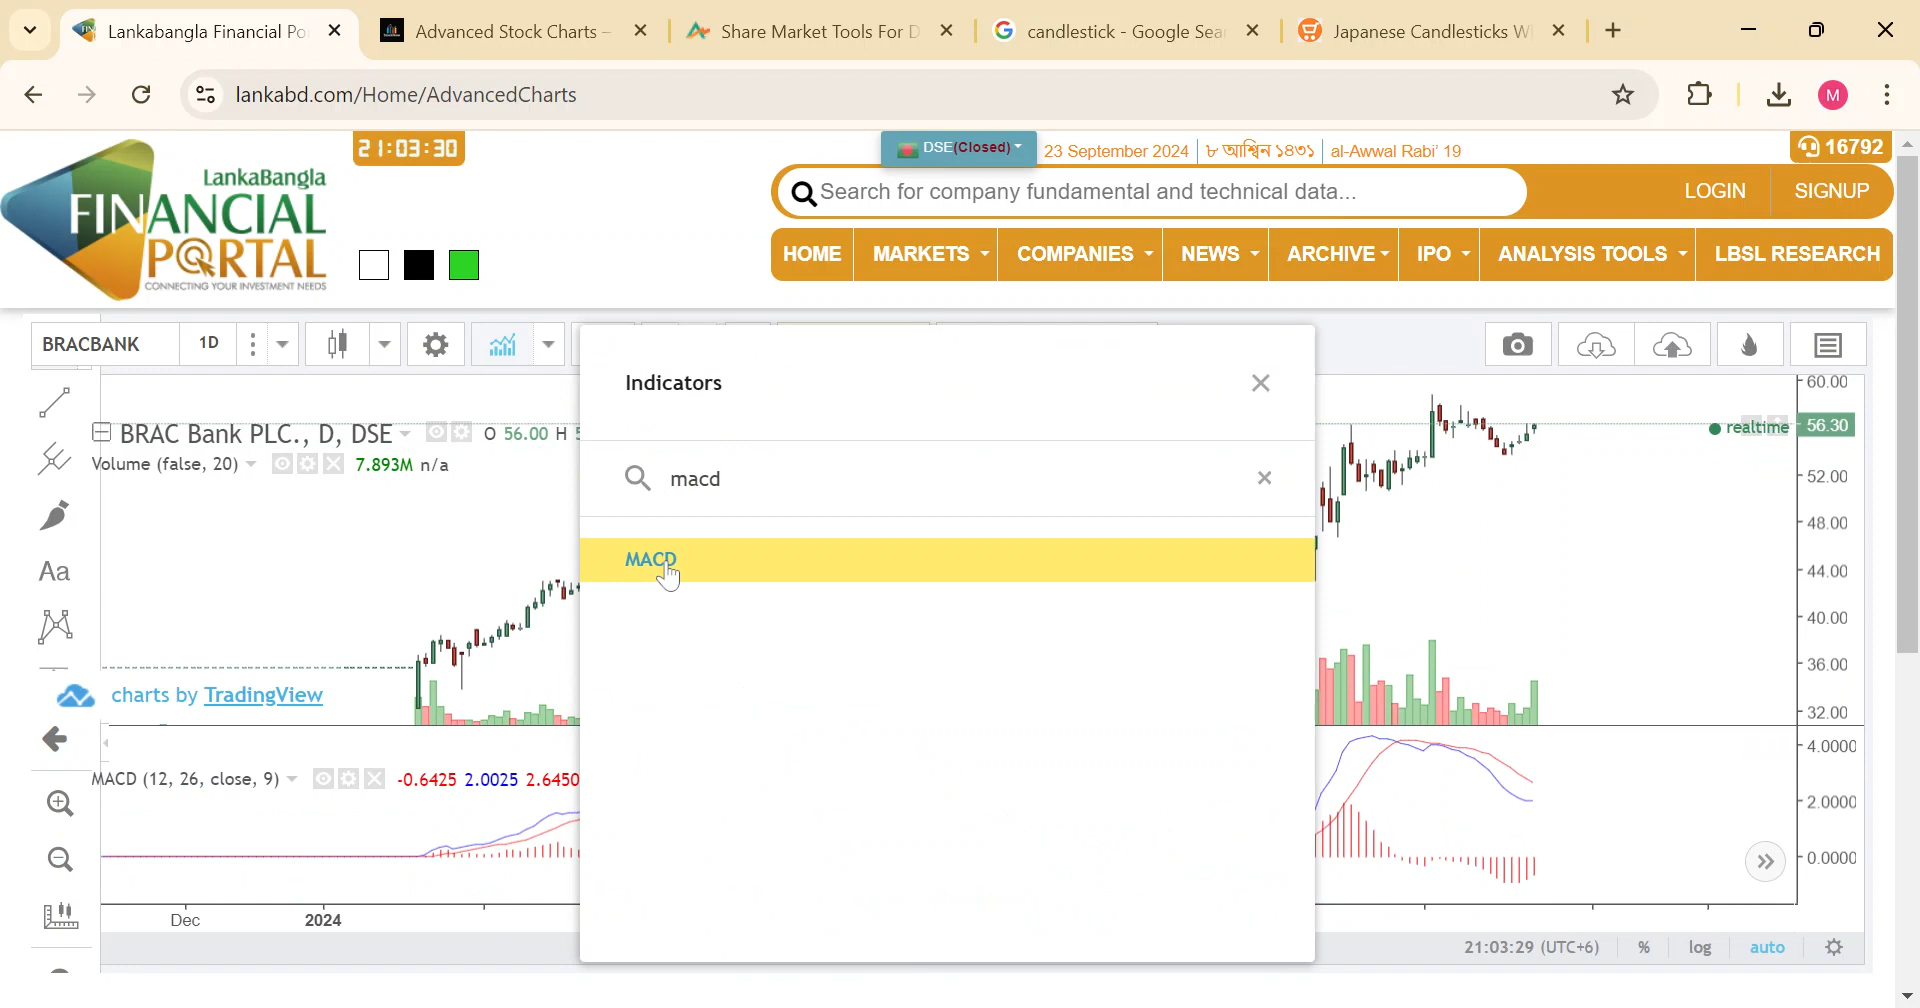 Lankabangla Financial Po
Advanced Stock Charts –
Share Market Tools For D
candlestick - Google Sea
Japanese Candlesticks W
lankabd.com/Home/AdvancedCharts
M
21:03:30
DSE(Closed)
23 September 2024
৮ আশ্বিন ১৪৩১
al-Awwal Rabi' 19
16792
LankaBangla
FINANCIAL
PORTAL
CONNECTING YOUR INVESTMENT NEEDS
Search for company fundamental and technical data...
LOGIN
SIGNUP
HOME
MARKETS
COMPANIES
NEWS
ARCHIVE
IPO
ANALYSIS TOOLS
LBSL RESEARCH
BRACBANK
1D
Indicators
macd
MACD
BRAC Bank PLC., D, DSE
O 56.00 H
Volume (false, 20)
7.893M n/a
Aa
charts by TradingView
MACD (12, 26, close, 9)
-0.6425 2.0025 2.6450
realtime
60.00
56.30
52.00
48.00
44.00
40.00
36.00
32.00
4.0000
2.0000
0.0000
Dec
2024
21:03:29 (UTC+6)
%
log
auto